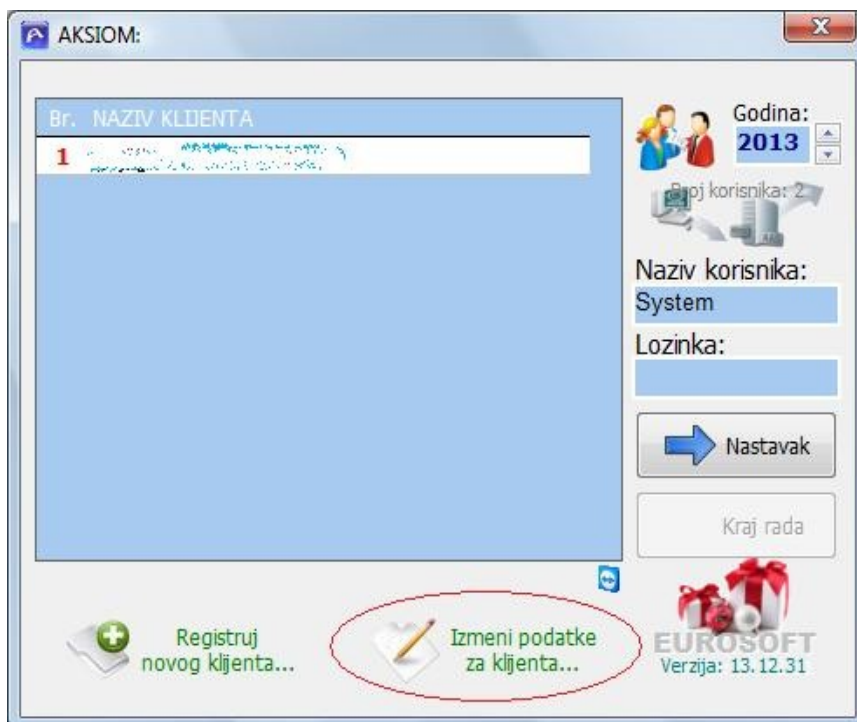 AKSIOM:
Br. NAZIV KLIJENTA
1
Godina:
2013
Broj korisnika: 2
Naziv korisnika:
System
Lozinka:
Nastavak
Kraj rada
Registruj
novog klijenta...
Izmeni podatke
za klijenta...
EUROSOFT
Verzija: 13.12.31